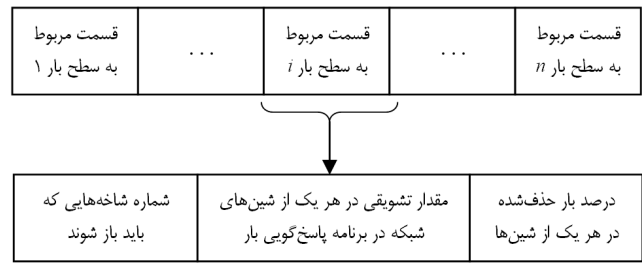 قسمت مربوط
به سطح بار n
...
قسمت مربوط
به سطح بار i
...
قسمت مربوط
به سطح بار ۱
درصد بار حذف‌شده
در هر یک از شین‌ها
مقدار تشویقی در هر یک از شین‌های
شبکه در برنامه پاسخ‌گویی بار
شماره شاخه‌هایی که
باید باز شوند